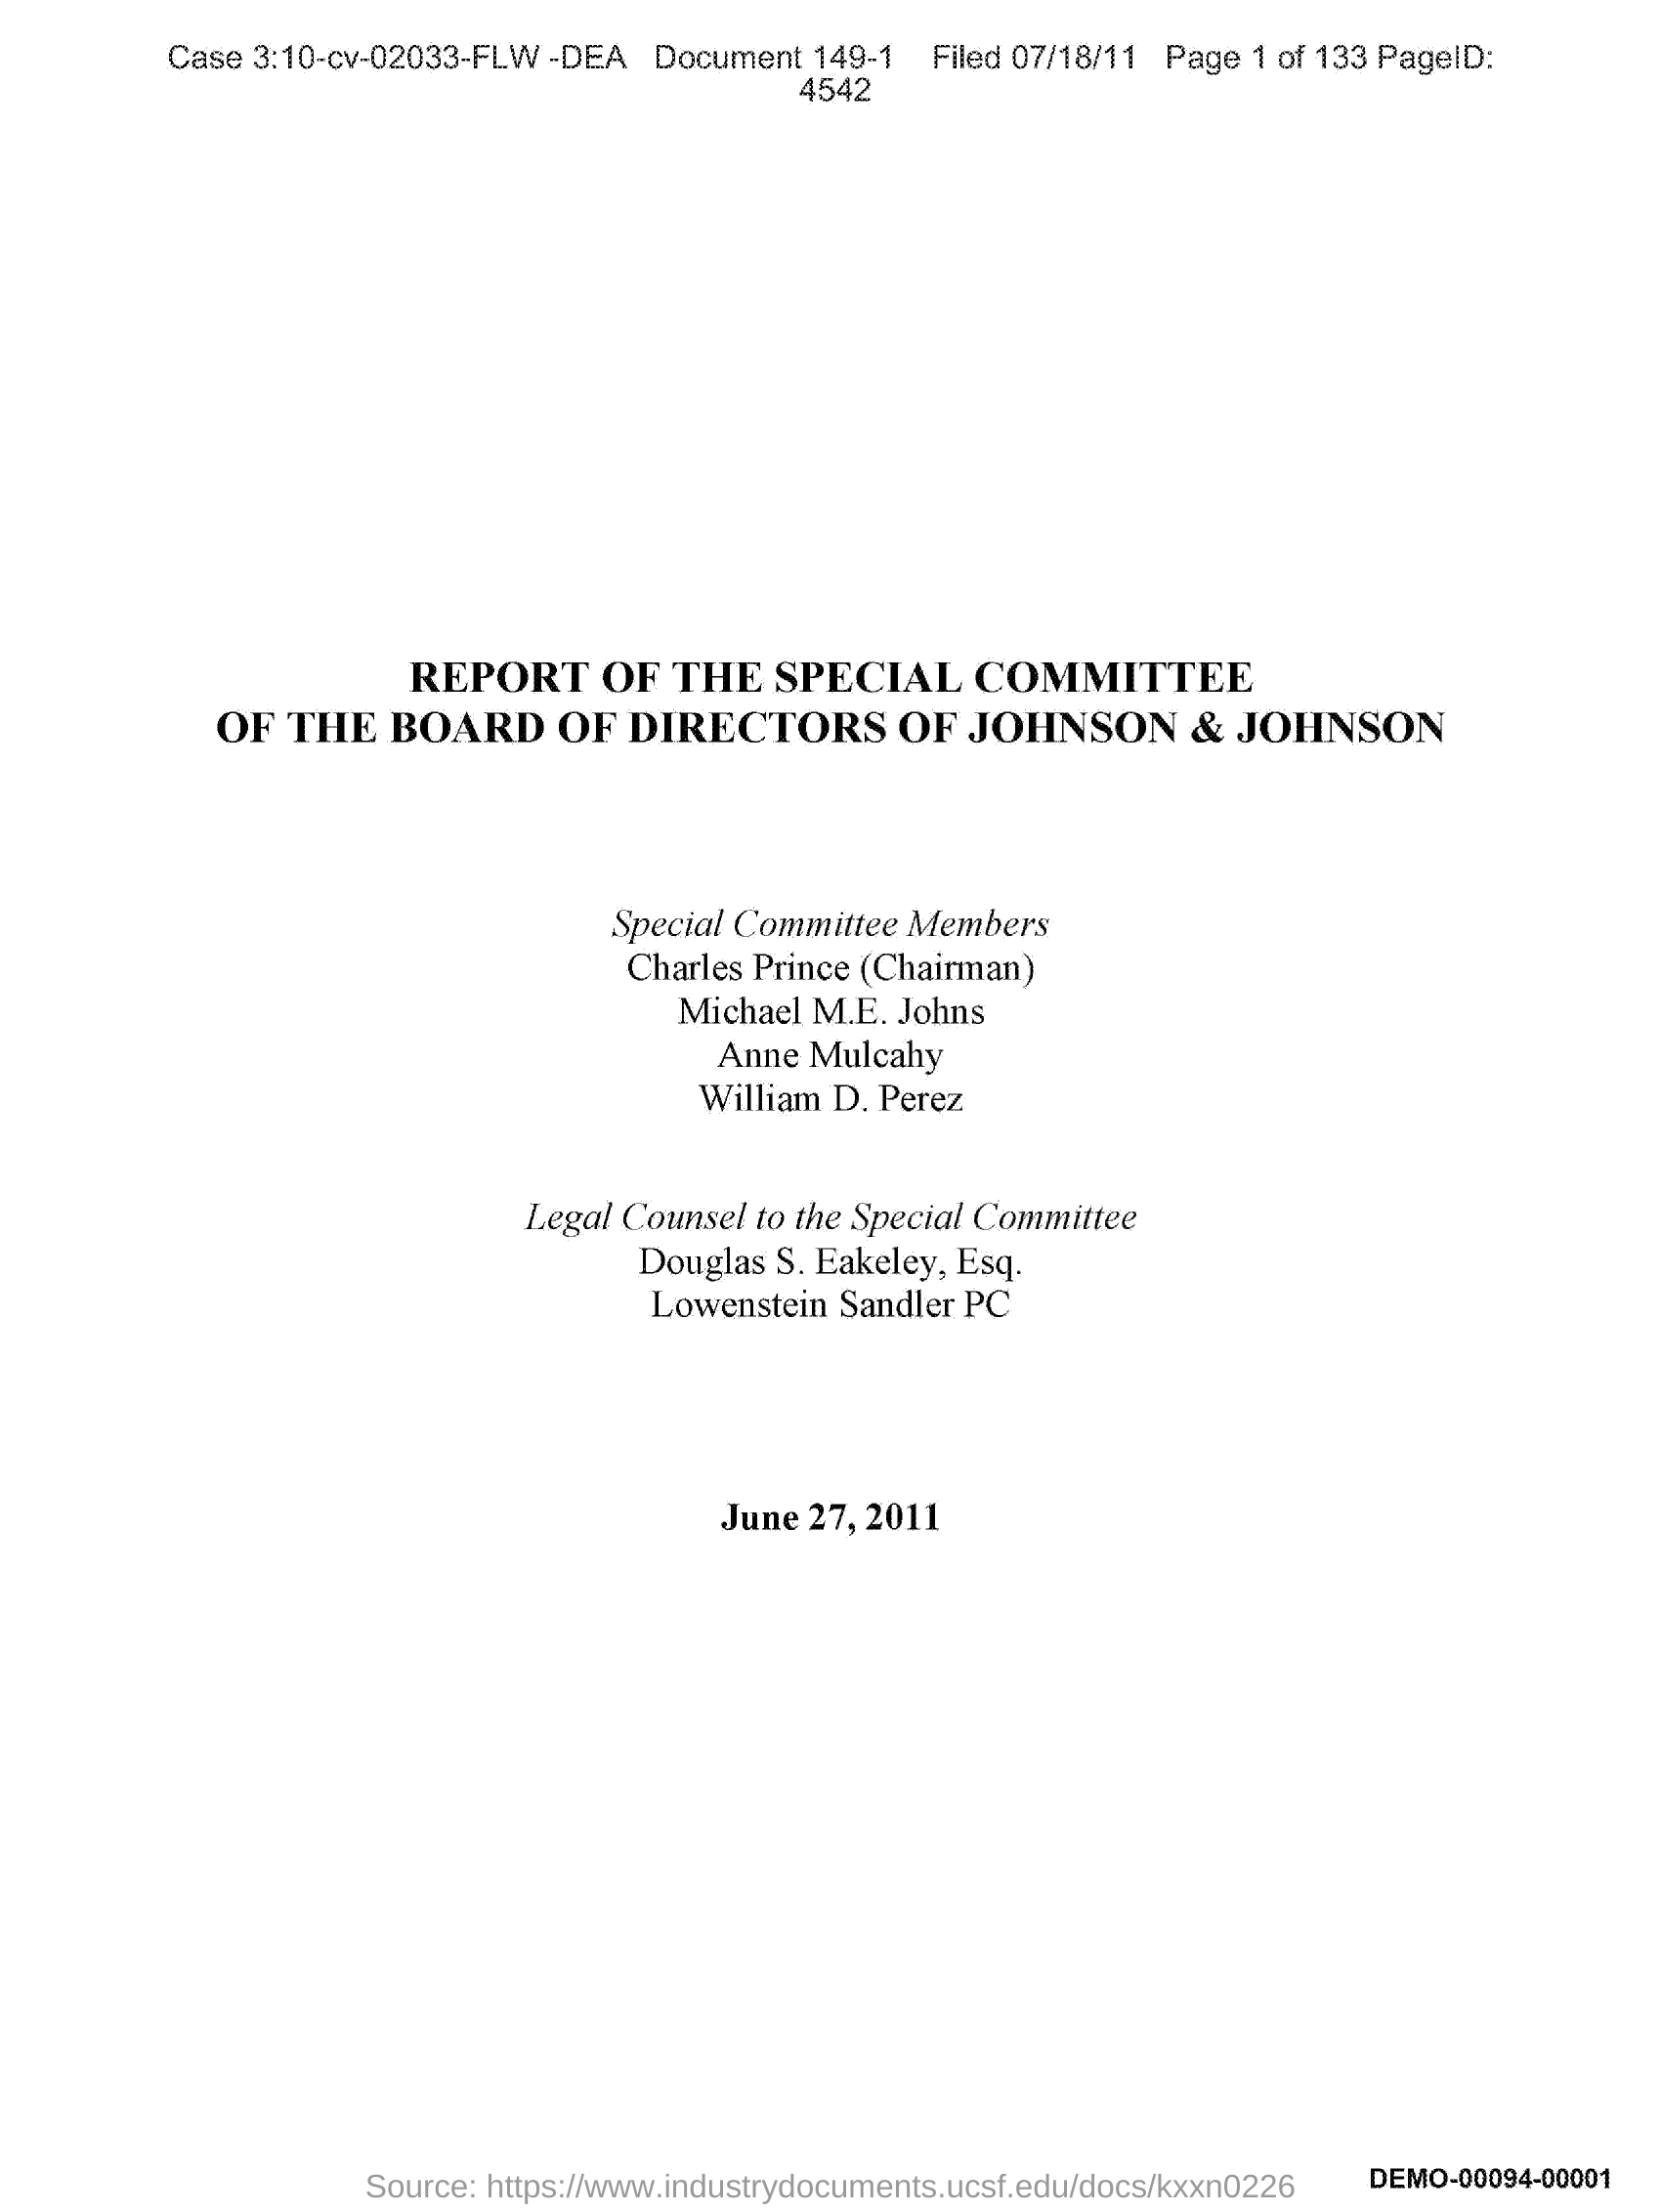 Case 3:10-cv-02033-FLW -DEA Document 149-1 Filed 07/18/11 Page 1 of 133 PageID:
4542
REPORT OF THE SPECIAL COMMITTEE
OF THE BOARD OF DIRECTORS OF JOHNSON & JOHNSON
Special Committee Members
Charles Prince (Chairman)
Michael M.E. Johns
Anne Mulcahy
William D. Perez
Legal Counsel to the Special Committee
Douglas S. Eakeley, Esq.
Lowenstein Sandler PC
June 27, 2011
Source: https://www.industrydocuments.ucsf.edu/docs/kxxn0226
DEMO-00094-00001